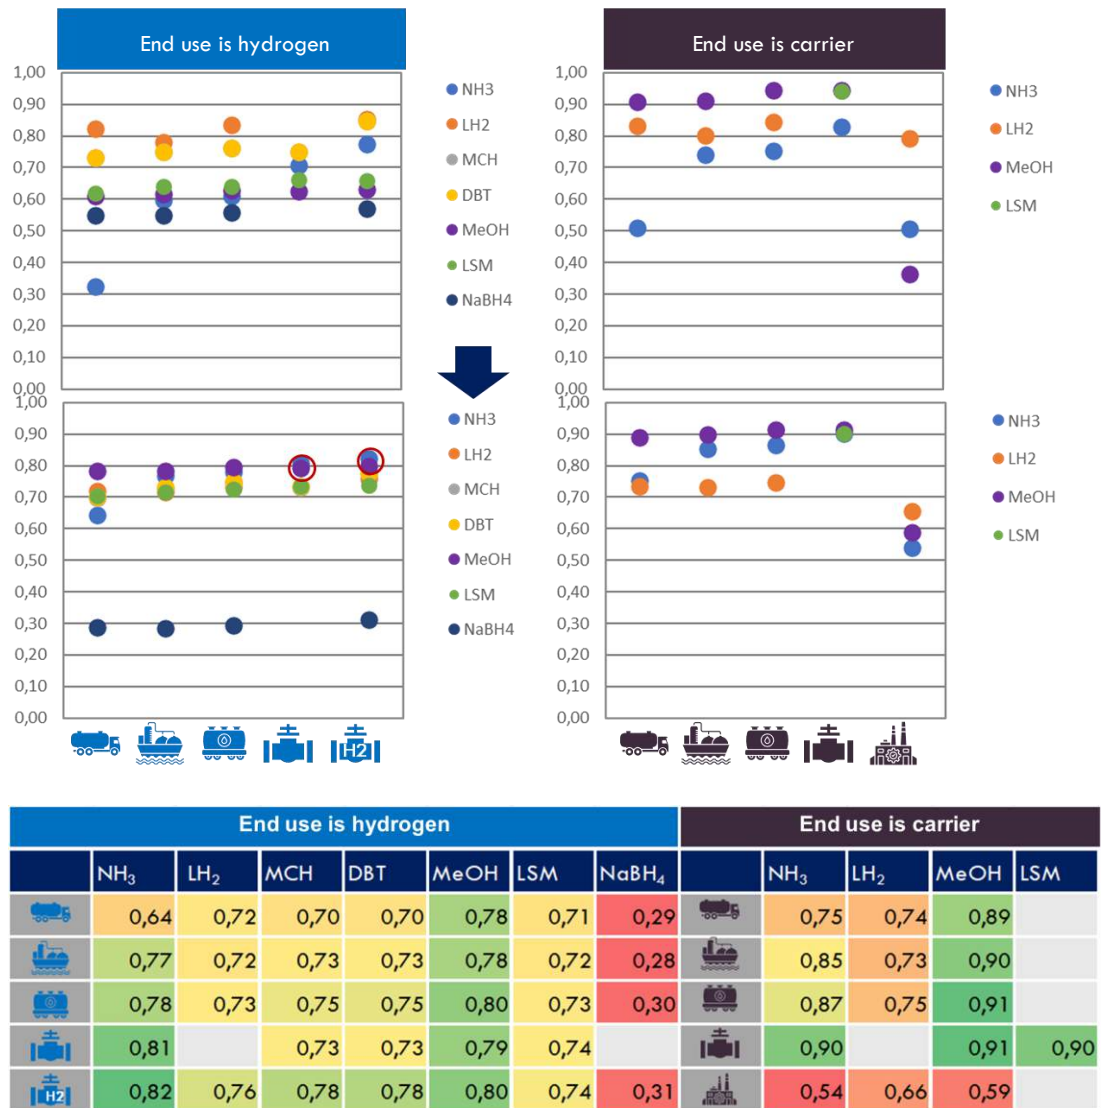 End use is hydrogen
1,00
0,90
0,80
0,70
0,60
0,50
0,40
0,30
0,20
0,10
0,00
NH3
LH2
MCH
DBT
MeOH
LSM
NaBH4
End use is carrier
1,00
0,90
0,80
0,70
0,60
0,50
0,40
0,30
0,20
0,10
0,00
NH3
LH2
MeOH
LSM
1,00
0,90
0,80
0,70
0,60
0,50
0,40
0,30
0,20
0,10
0,00
NH3
LH2
MCH
DBT
MeOH
LSM
NaBH4
H2
1,00
0,90
0,80
0,70
0,60
0,50
0,40
0,30
0,20
0,10
0,00
NH3
LH2
MeOH
LSM
End use is hydrogen End use is carrier
NH₃ LH₂ MCH DBT MeOH LSM NaBH₄ NH₃ LH₂ MeOH LSM
0,64 0,72 0,70 0,70 0,78 0,71 0,29 0,75 0,74 0,89
0,77 0,72 0,73 0,73 0,78 0,72 0,28 0,85 0,73 0,90
0,78 0,73 0,75 0,75 0,80 0,73 0,30 0,87 0,75 0,91
0,81 0,73 0,73 0,79 0,74 0,90 0,91 0,90
H2 0,82 0,76 0,78 0,78 0,80 0,74 0,31 0,54 0,66 0,59